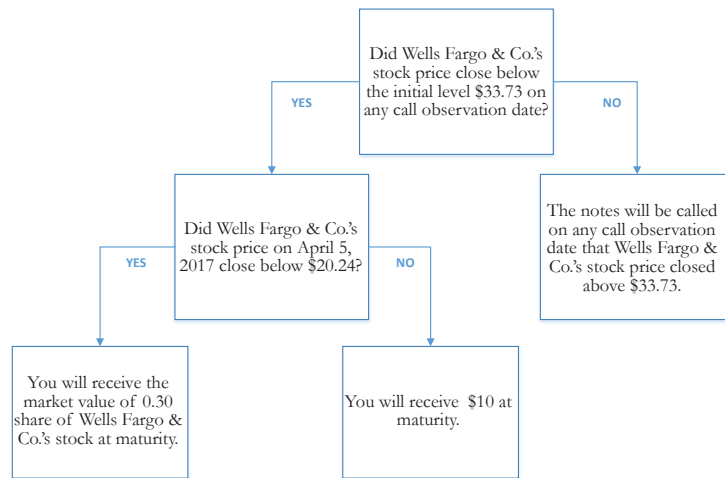 Did Wells Fargo & Co.'s
stock price close below
the initial level $33.73 on
any call observation date?
YES
NO
Did Wells Fargo & Co.'s
stock price on April 5,
2017 close below $20.24?
The notes will be called
on any call observation
date that Wells Fargo &
Co.'s stock price closed
above $33.73.
YES
NO
You will receive the
market value of 0.30
share of Wells Fargo &
Co.'s stock at maturity.
You will receive $10 at
maturity.